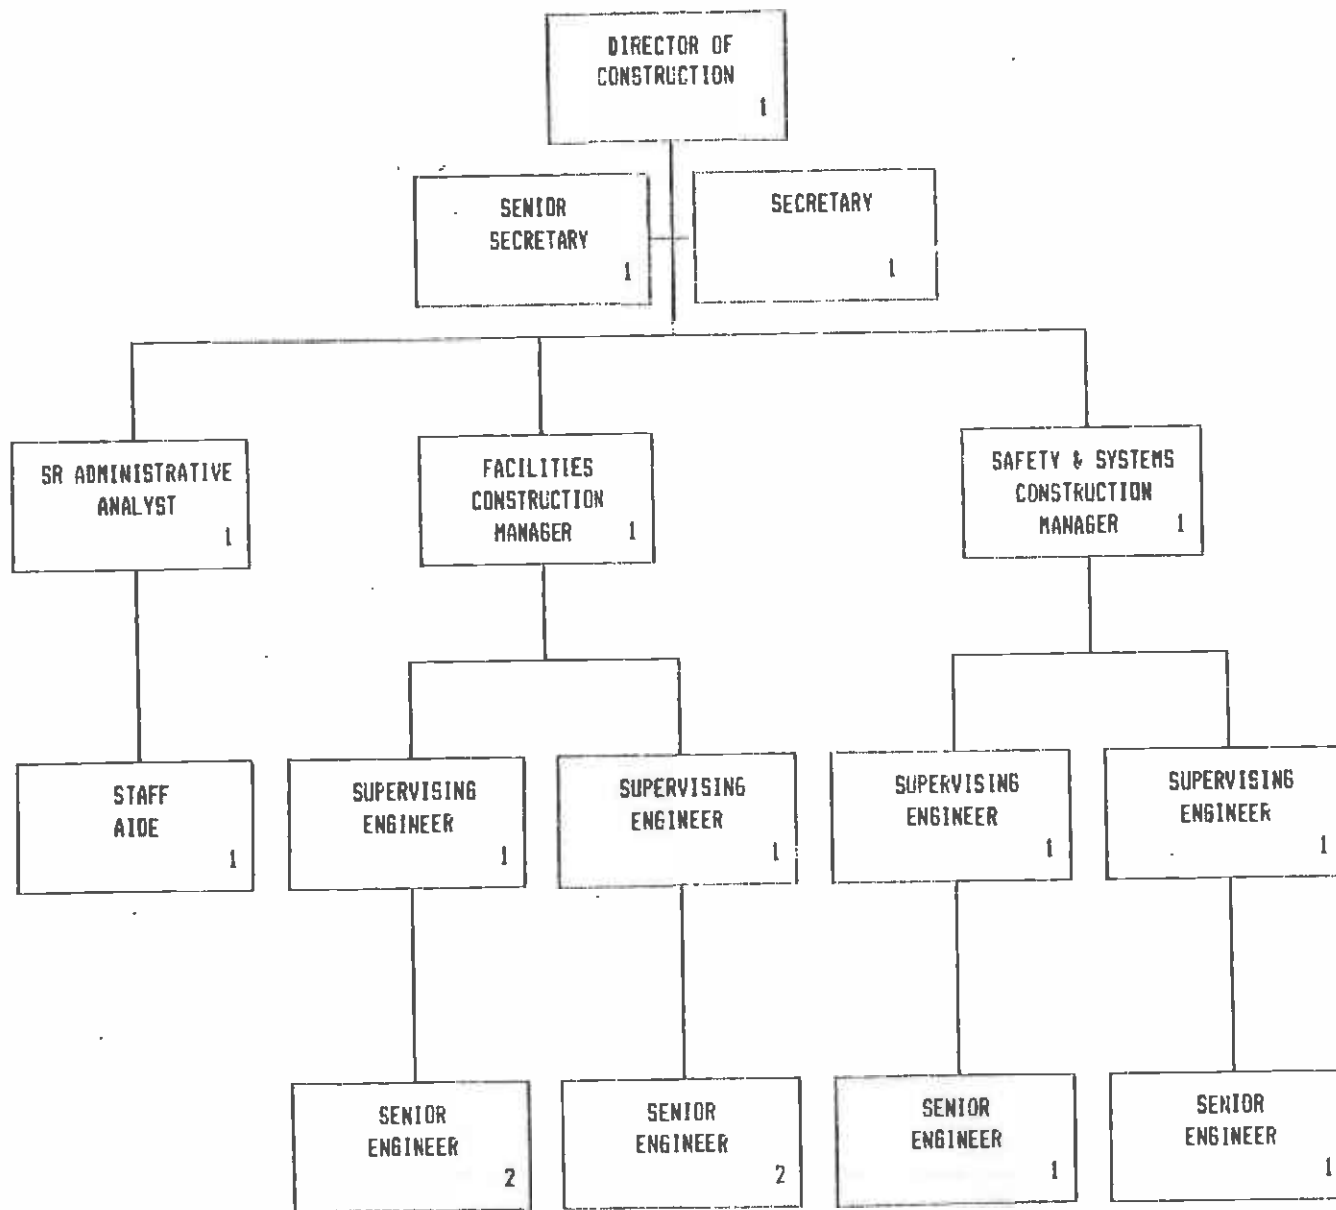 DIRECTOR OF
CONSTRUCTION
1
SENIOR
SECRETARY
1
SECRETARY
1
SR ADMINISTRATIVE
ANALYST
1
FACILITIES
CONSTRUCTION
MANAGER 1
SAFETY & SYSTEMS
CONSTRUCTION
MANAGER 1
STAFF
AIDE
1
SUPERVISING
ENGINEER
1
SUPERVISING
ENGINEER
1
SUPERVISING
ENGINEER
1
SUPERVISING
ENGINEER
1
SENIOR
ENGINEER
2
SENIOR
ENGINEER
2
SENIOR
ENGINEER
1
SENIOR
ENGINEER
1